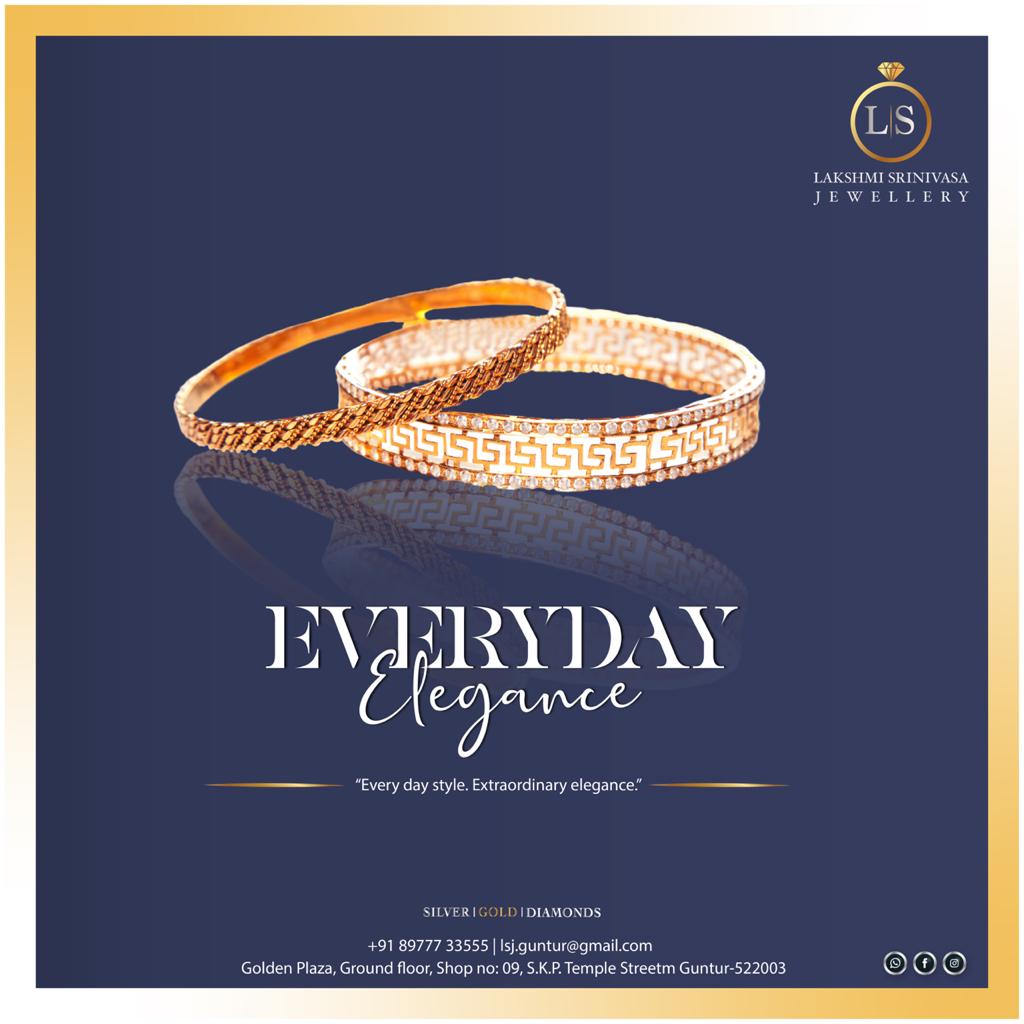 L|S
LAKSHMI SRINIVASA
JEWELLERY
EVERYDAY
Elegance
“Every day style. Extraordinary elegance.”
SILVER | GOLD | DIAMONDS
+91 89777 33555 | lsj.guntur@gmail.com
Golden Plaza, Ground floor, Shop no: 09, S.K.P. Temple Streetm Guntur-522003